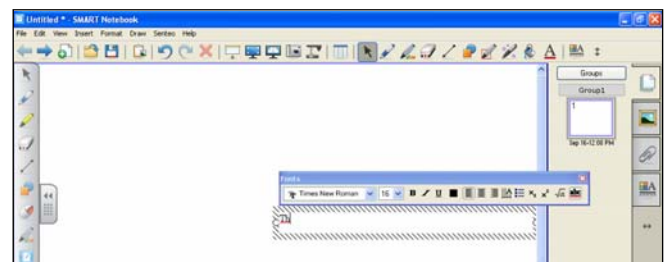 Untitled * - SMART Notebook
File Edit View Insert Format Draw Senteo Help
Groups
Group1
1
Sep 16-12:08 PM
Fonts
Times New Roman 16 B I U
Th